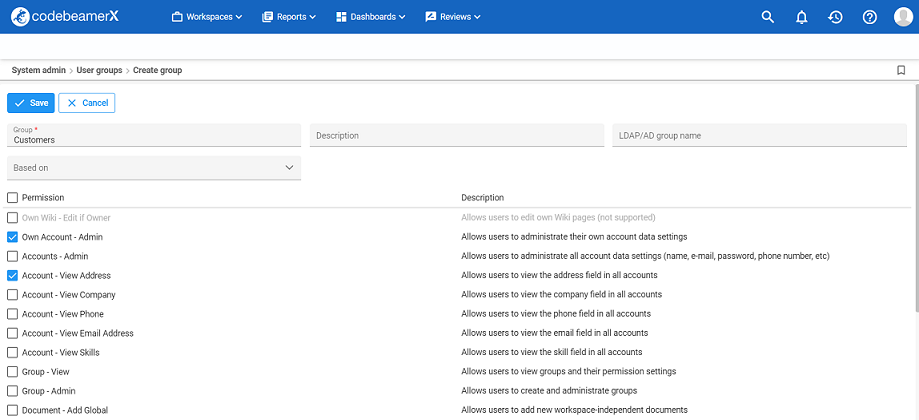 codebeamerX Workspaces Reports Dashboards Reviews
System admin > User groups > Create group
Save Cancel
Group *
Customers Description LDAP/AD group name
Based on
Permission Description
Own Wiki - Edit if Owner Allows users to edit own Wiki pages (not supported)
Own Account - Admin Allows users to administrate their own account data settings
Accounts - Admin Allows users to administrate all account data settings (name, e-mail, password, phone number, etc)
Account - View Address Allows users to view the address field in all accounts
Account - View Company Allows users to view the company field in all accounts
Account - View Phone Allows users to view the phone field in all accounts
Account - View Email Address Allows users to view the email field in all accounts
Account - View Skills Allows users to view the skill field in all accounts
Group - View Allows users to view groups and their permission settings
Group - Admin Allows users to create and administrate groups
Document - Add Global Allows users to add new workspace-independent documents